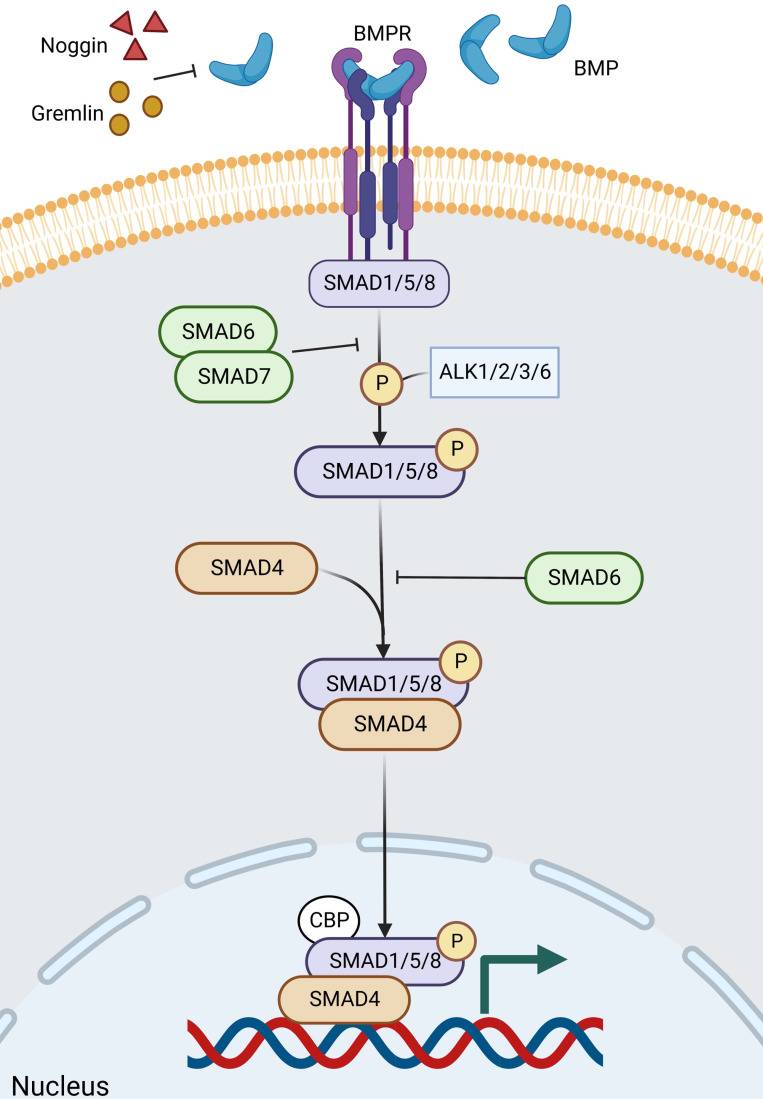 Noggin
BMPR
BMP
Gremlin
SMAD1/5/8
SMAD6
SMAD7
P
ALK1/2/3/6
P
SMAD1/5/8
SMAD4
SMAD6
P
SMAD1/5/8
SMAD4
CBP
P
SMAD1/5/8
SMAD4
Nucleus